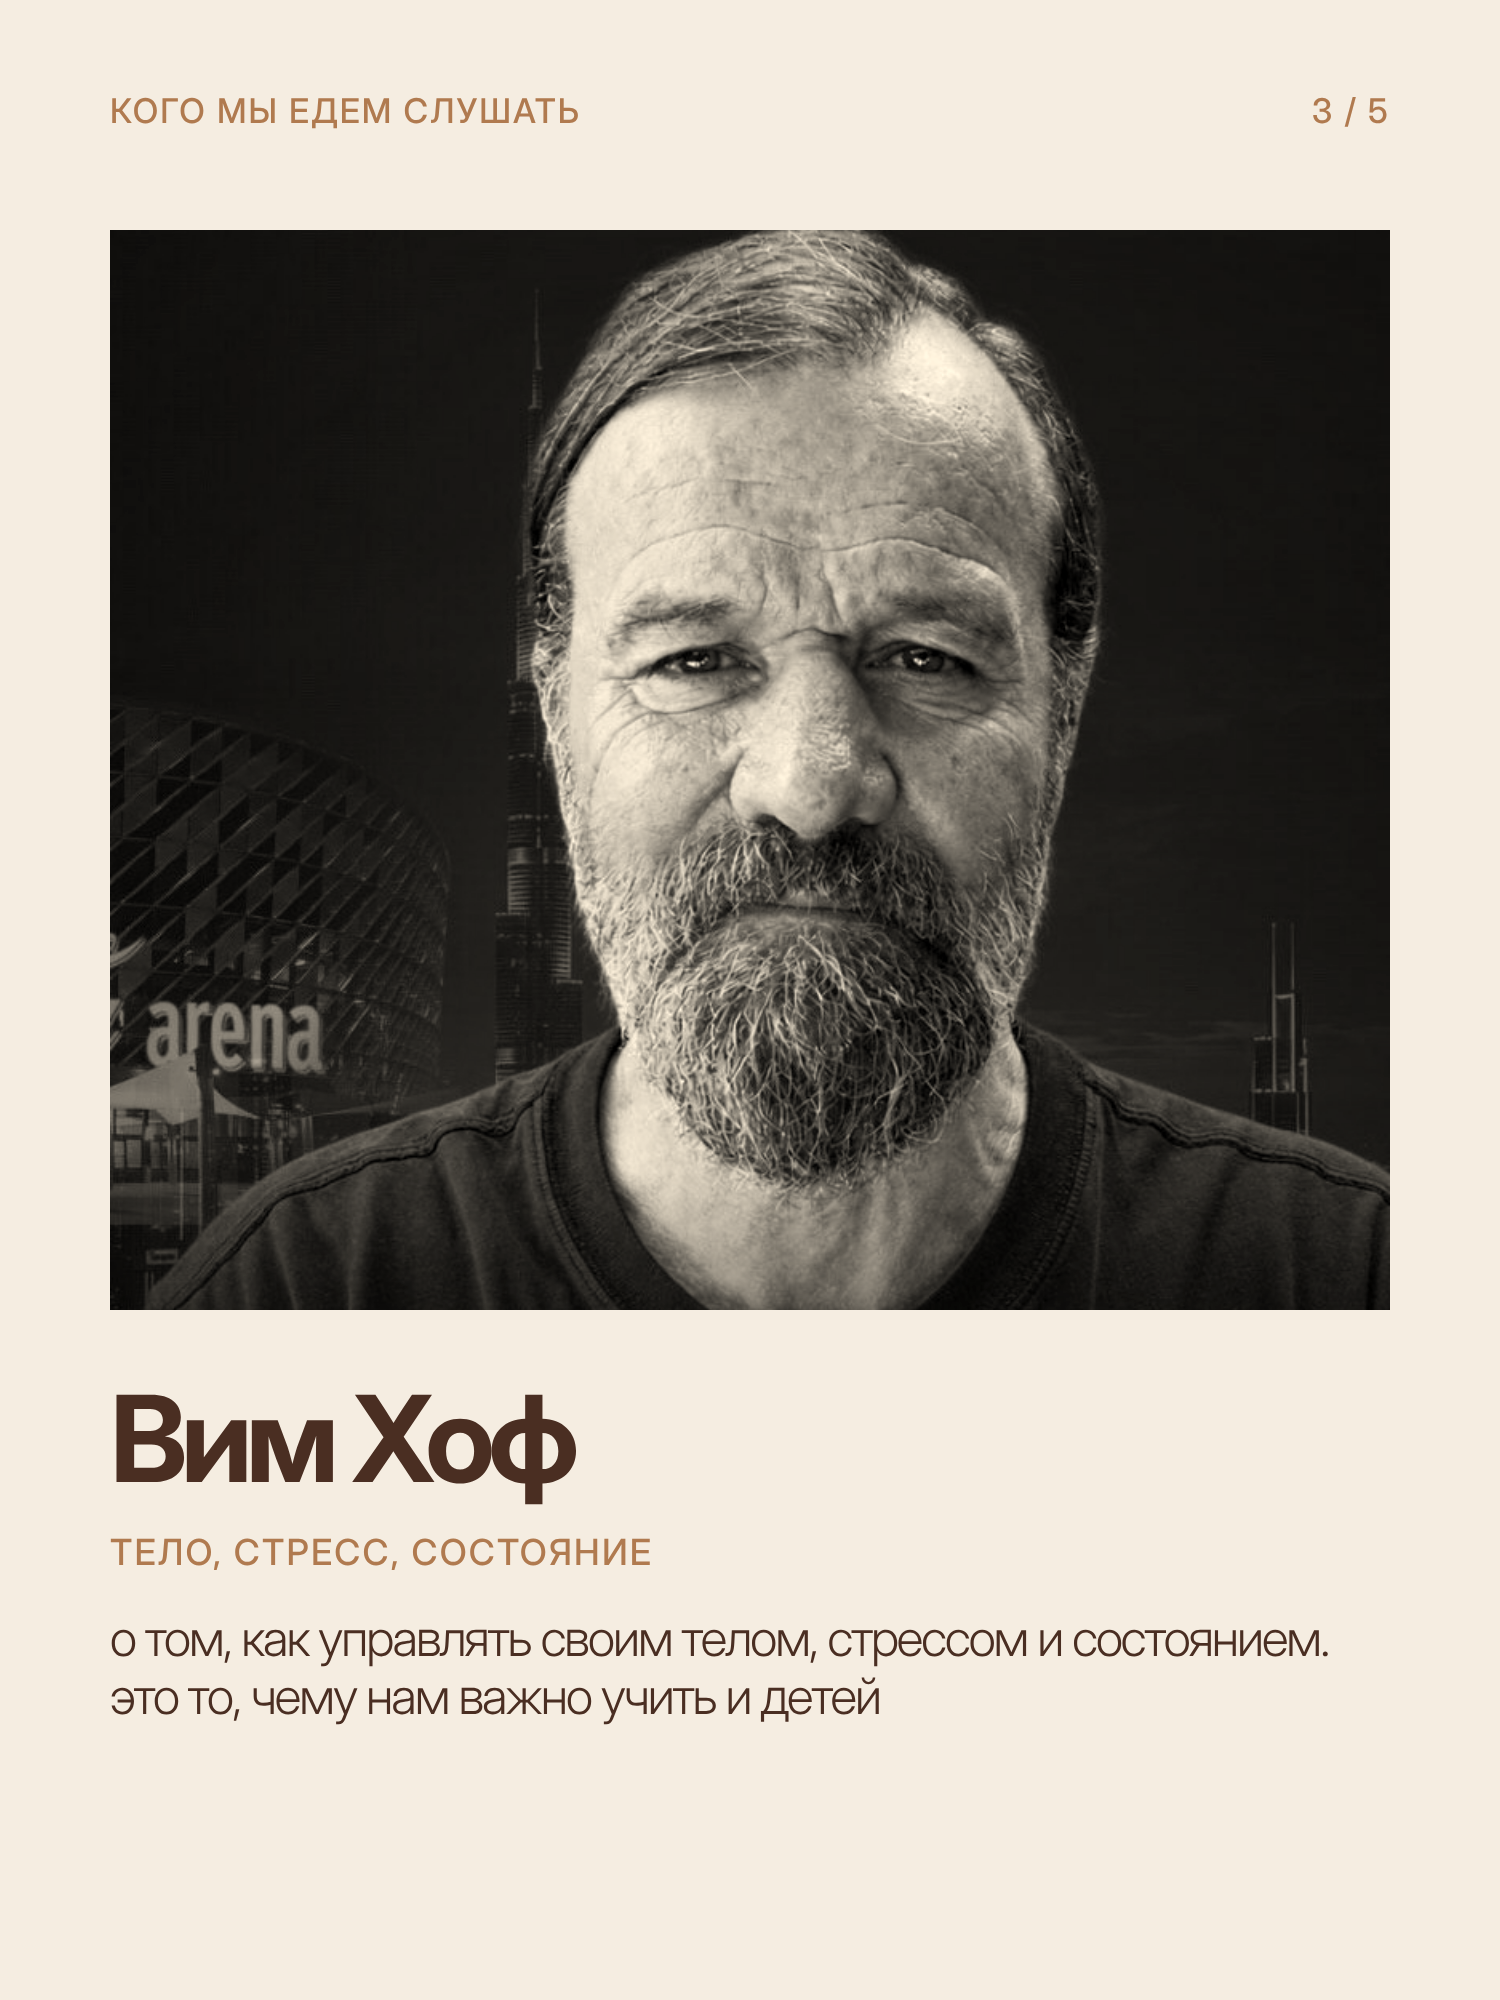 КОГО МЫ ЕДЕМ СЛУШАТЬ
3 / 5
arena
Вим Хоф
ТЕЛО, СТРЕСС, СОСТОЯНИЕ
о том, как управлять своим телом, стрессом и состоянием.
это то, чему нам важно учить и детей